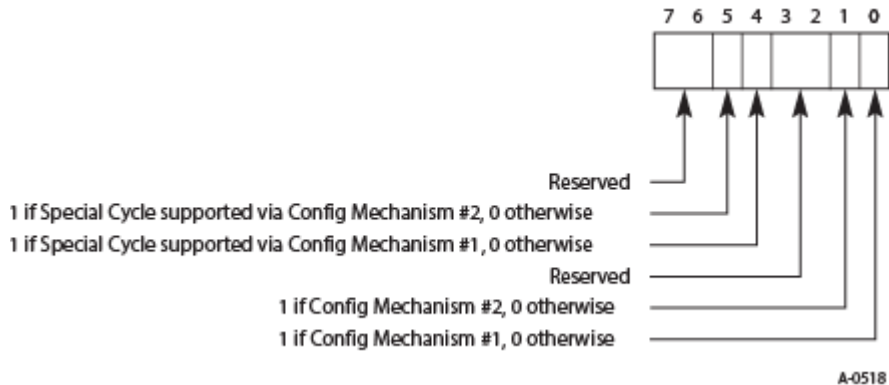 7 6 5 4 3 2 1 0
Reserved
1 if Special Cycle supported via Config Mechanism #2, 0 otherwise
1 if Special Cycle supported via Config Mechanism #1, 0 otherwise
Reserved
1 if Config Mechanism #2, 0 otherwise
1 if Config Mechanism #1, 0 otherwise
A-0518